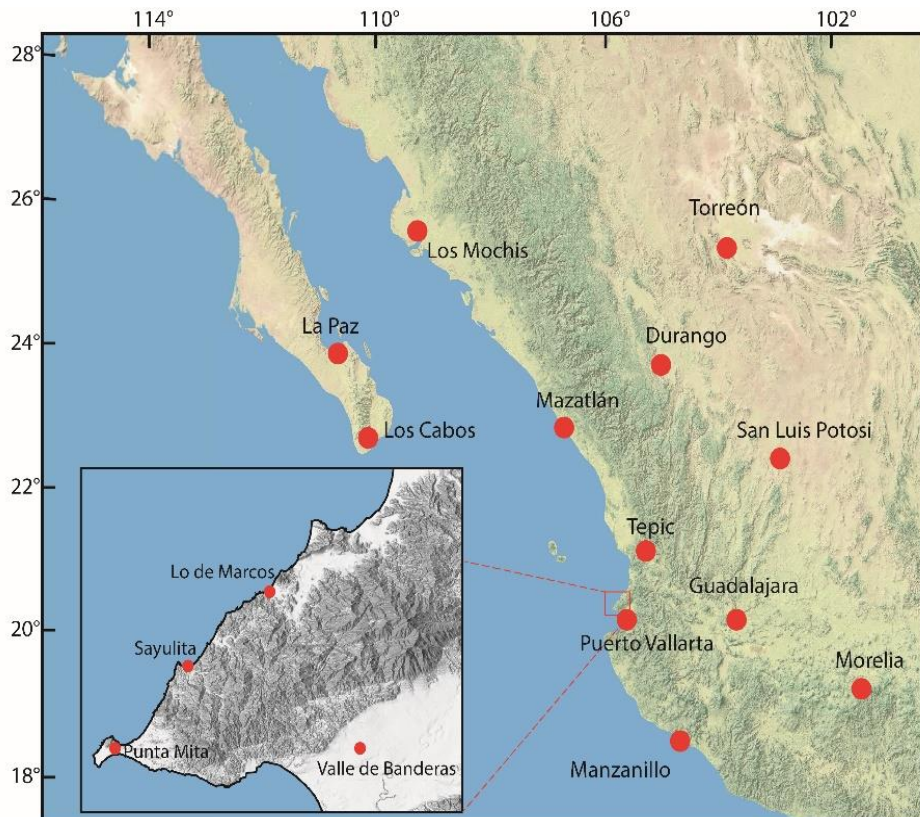 114°
110°
106°
102°
28°
26°
24°
22°
20°
18°
Torreón
Los Mochis
La Paz
Durango
Mazatlán
Los Cabos
San Luis Potosi
Tepic
Guadalajara
Puerto Vallarta
Morelia
Manzanillo
Lo de Marcos
Sayulita
Punta Mita
Valle de Banderas